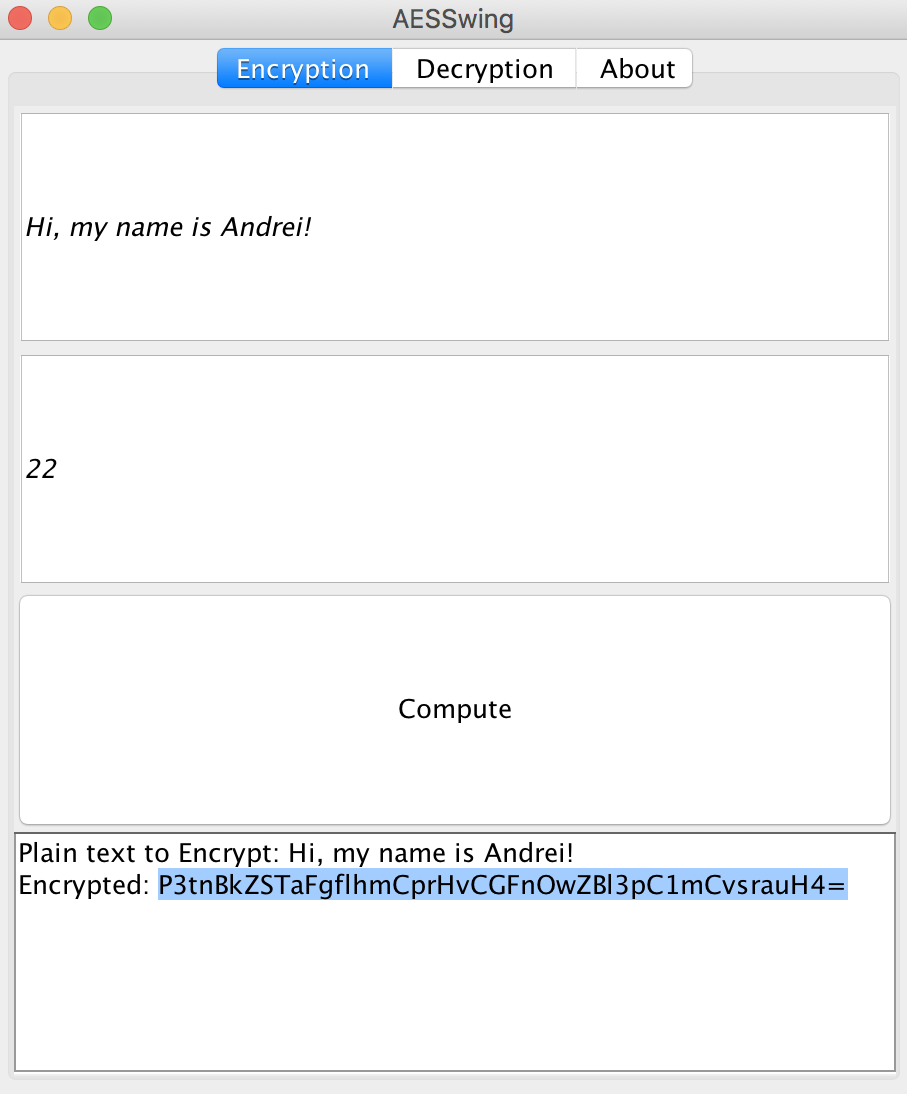 AESSwing
Encryption Decryption About
Hi, my name is Andrei!
22
Compute
Plain text to Encrypt: Hi, my name is Andrei!
Encrypted: P3tnBkZSTaFgflhmCprHvCGFnOwZBl3pC1mCvsrauH4=